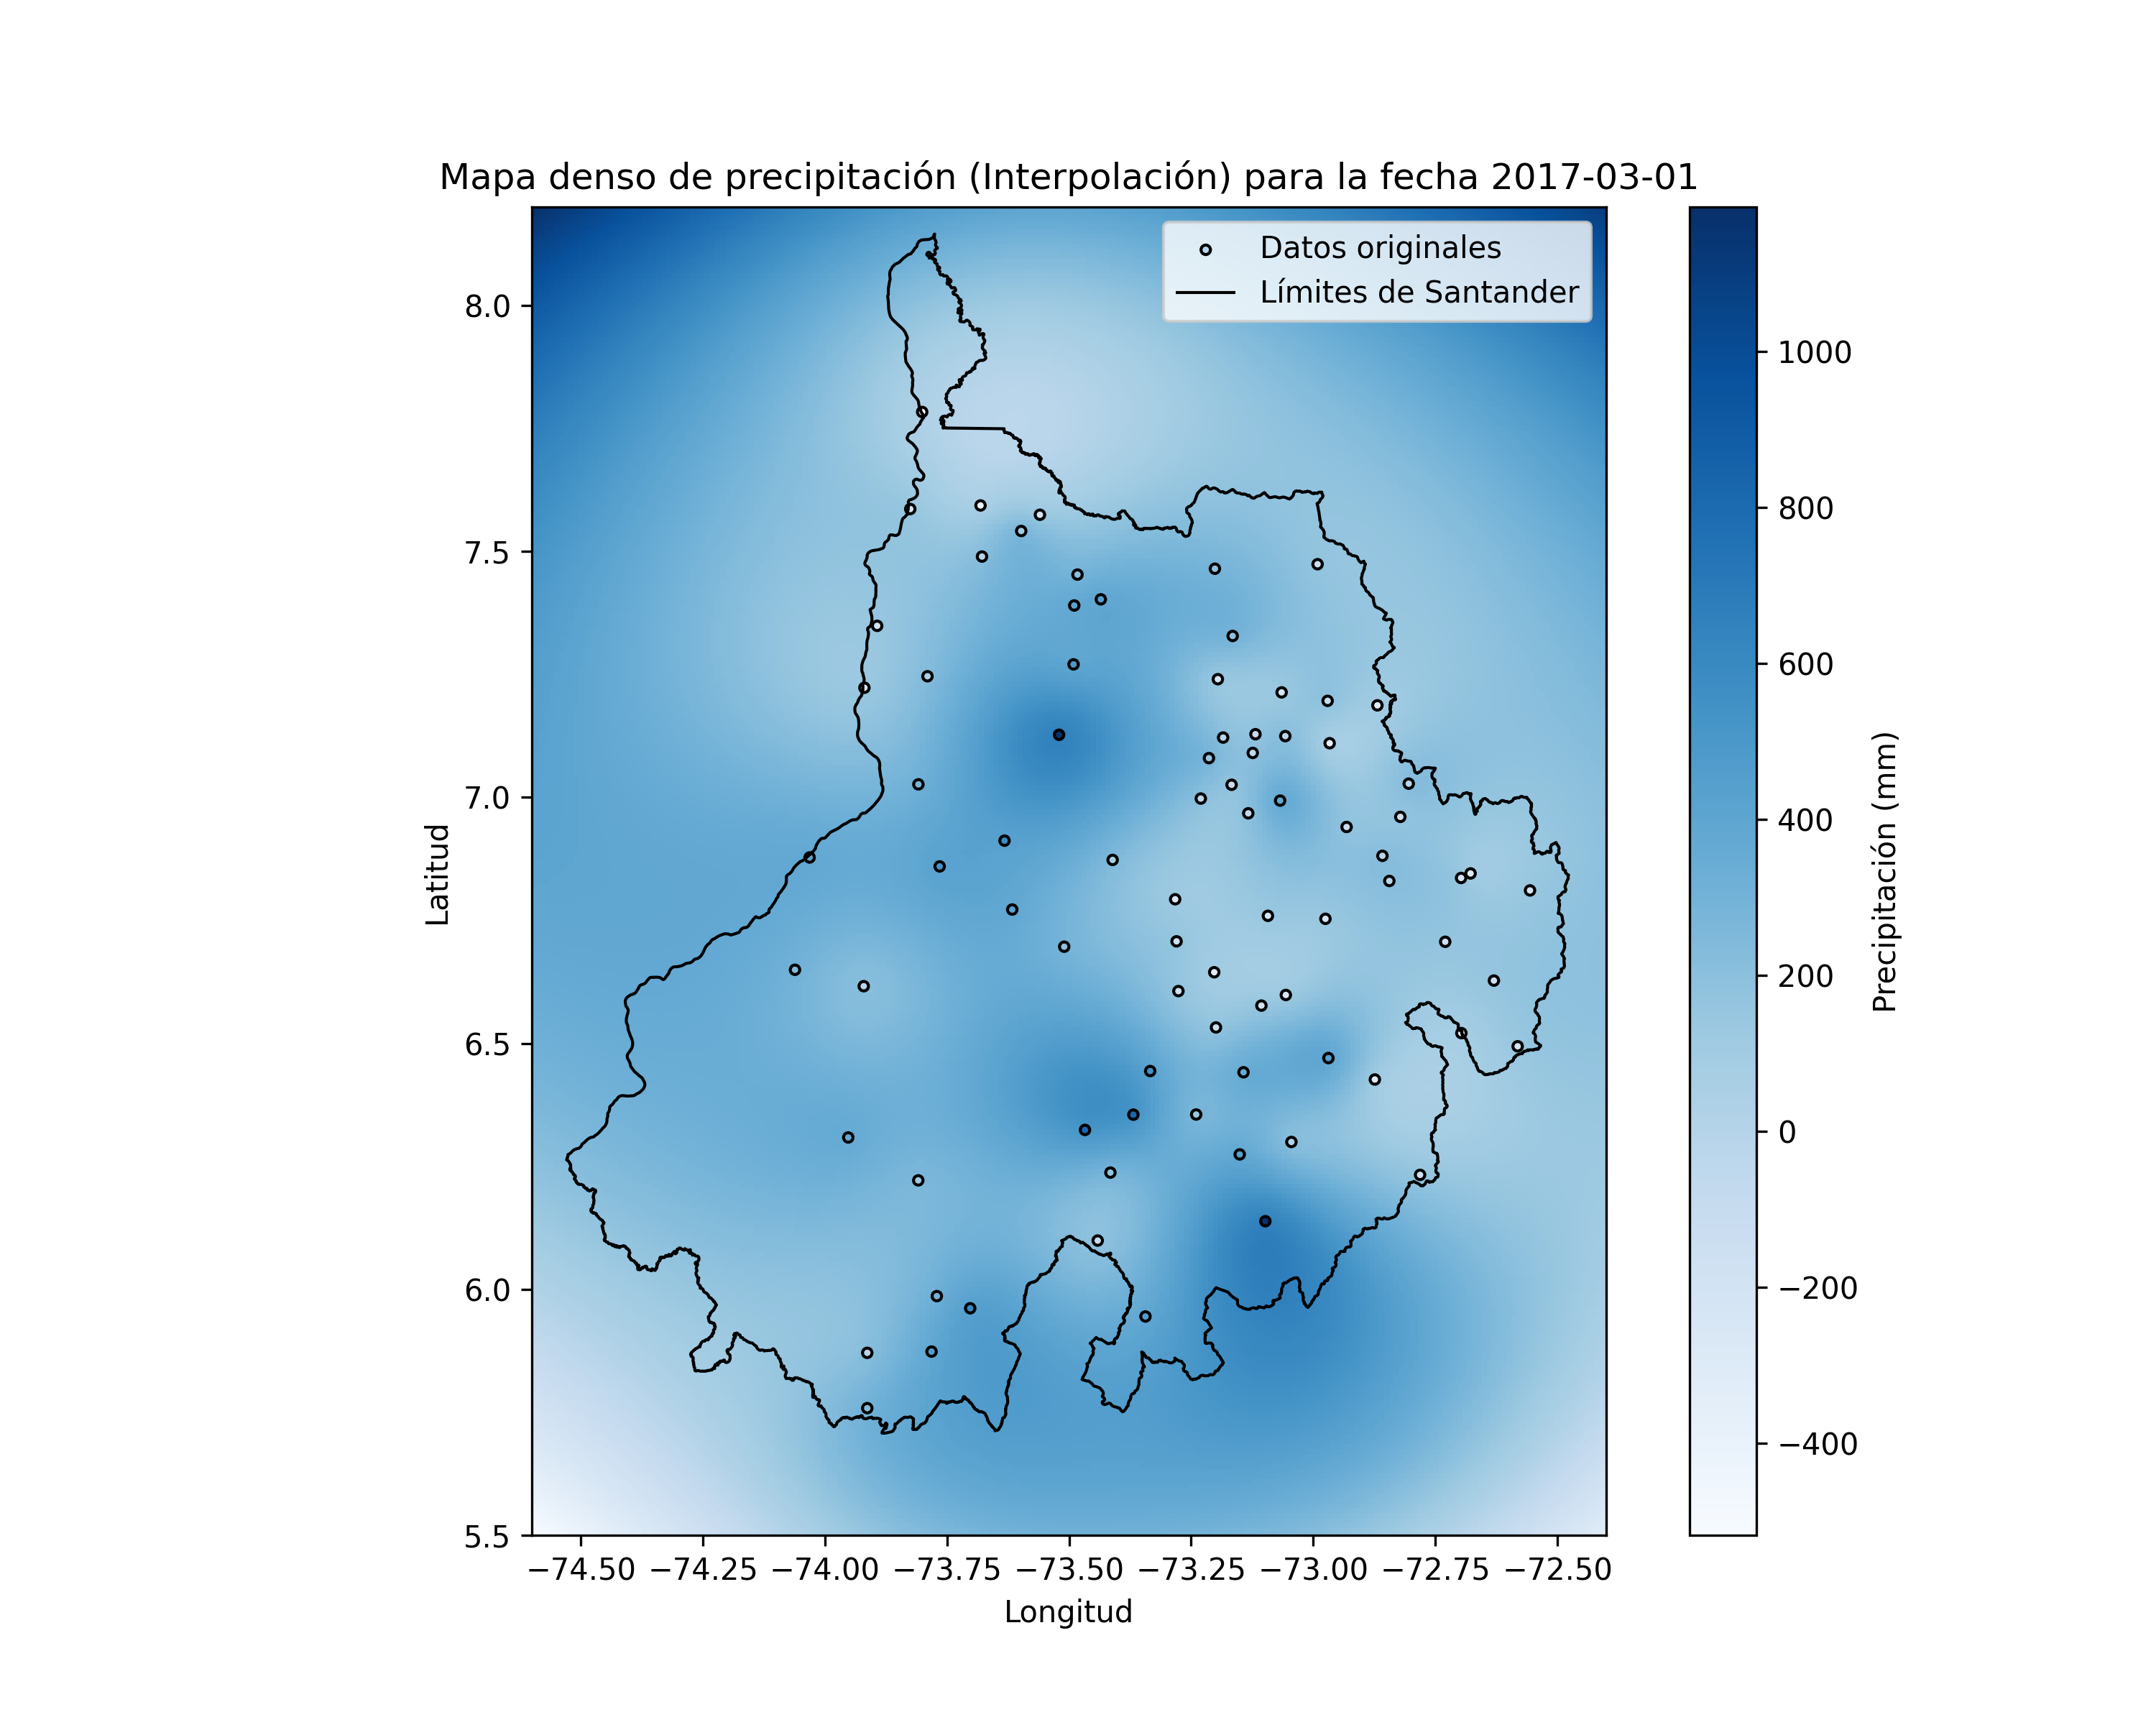 Mapa denso de precipitación (Interpolación) para la fecha 2017-03-01
Datos originales
Límites de Santander
8.0
7.5
7.0
6.5
6.0
5.5
Latitud
−74.50 −74.25 −74.00 −73.75 −73.50 −73.25 −73.00 −72.75 −72.50
Longitud
1000
800
600
400
200
0
−200
−400
Precipitación (mm)